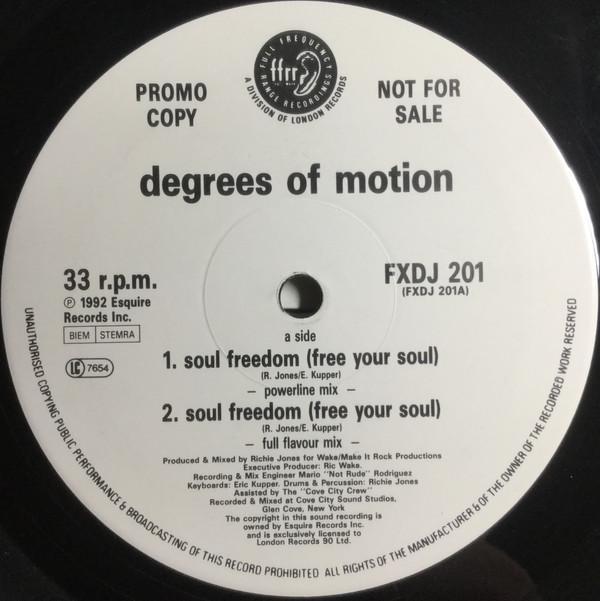 FULL FREQUENCY
ffrr
RANGE RECORDINGS
A DIVISION OF LONDON RECORDS
PROMO
COPY
NOT FOR
SALE
degrees of motion
33 r.p.m.
℗ 1992 Esquire
Records Inc.
BIEM STEMRA
LC 7654
FXDJ 201
(FXDJ 201A)
a side
1. soul freedom (free your soul)
(R. Jones/E. Kupper)
– powerline mix –
2. soul freedom (free your soul)
(R. Jones/E. Kupper)
– full flavour mix –
Produced & Mixed by Richie Jones for Wake/Make It Rock Productions
Executive Producer: Ric Wake.
Recording & Mix Engineer Mario "Not Rude" Rodriguez
Keyboards: Eric Kupper. Drums & Percussion: Richie Jones
Assisted by The "Cove City Crew"
Recorded & Mixed at Cove City Sound Studios,
Glen Cove, New York
The copyright in this sound recording is
owned by Esquire Records Inc.
and is exclusively licensed to
London Records 90 Ltd.
UNAUTHORISED COPYING PUBLIC PERFORMANCE & BROADCASTING OF THIS RECORD PROHIBITED ALL RIGHTS OF THE MANUFACTURER & OF THE OWNER OF THE RECORDED WORK RESERVED